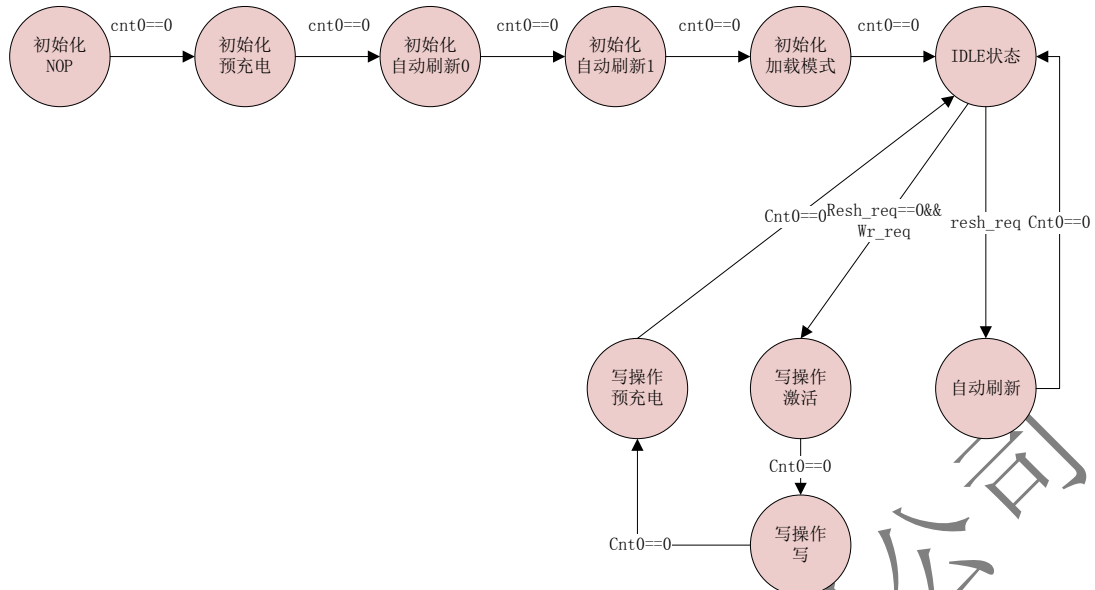 cnt0==0
cnt0==0
cnt0==0
cnt0==0
cnt0==0
初始化
NOP
初始化
预充电
初始化
自动刷新0
初始化
自动刷新1
初始化
加载模式
IDLE状态
Cnt0==0
Resh_req==0&&
Wr_req
resh_req
Cnt0==0
写操作
预充电
写操作
激活
自动刷新
Cnt0==0
写操作
写
Cnt0==0
公司